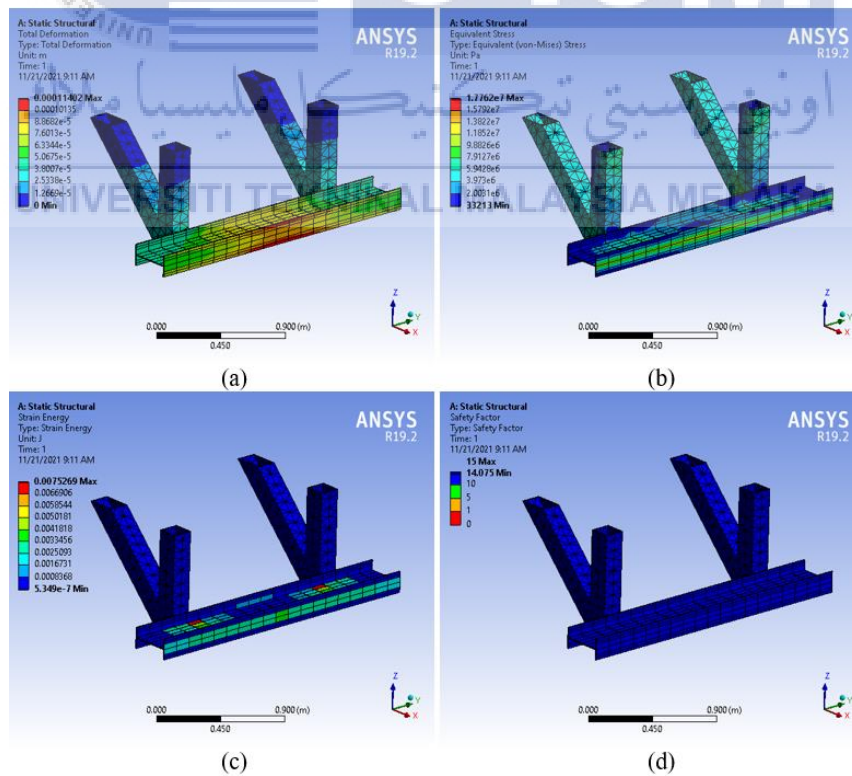 UNIVE
A: Static Structural
Total Deformation
Type: Total Deformation
Unit: m
Time: 1
11/21/2021 9:11 AM
ANSYS
R19.2
0.00011402 Max
0.00010135
8.8682e-5
7.6013e-5
6.3344e-5
5.0675e-5
3.8007e-5
2.5338e-5
1.2669e-5
0 Min
0.000
0.900 (m)
0.450
Z
Y
X
(a)
A: Static Structural
Equivalent Stress
Type: Equivalent (von-Mises) Stress
Unit: Pa
Time: 1
11/21/2021 9:11 AM
ANSYS
R19.2
1.7762e7 Max
1.5792e7
1.3822e7
1.1852e7
9.8826e6
7.9127e6
5.9428e6
3.973e6
2.0031e6
33213 Min
0.000
0.900 (m)
0.450
Z
Y
X
(b)
اونيۏرسيتي تيكنيكل مليسيا ملاك
UNIVERSITI TEKNIKAL MALAYSIA MELAKA
A: Static Structural
Strain Energy
Type: Strain Energy
Unit: J
Time: 1
11/21/2021 9:11 AM
ANSYS
R19.2
0.0075269 Max
0.0066906
0.0058544
0.0050181
0.0041818
0.0033456
0.0025093
0.0016731
0.0008368
5.349e-7 Min
0.000
0.900 (m)
0.450
Z
Y
X
(c)
A: Static Structural
Safety Factor
Type: Safety Factor
Time: 1
11/21/2021 9:11 AM
ANSYS
R19.2
15 Max
14.075 Min
10
5
1
0
0.000
0.900 (m)
0.450
Z
Y
X
(d)